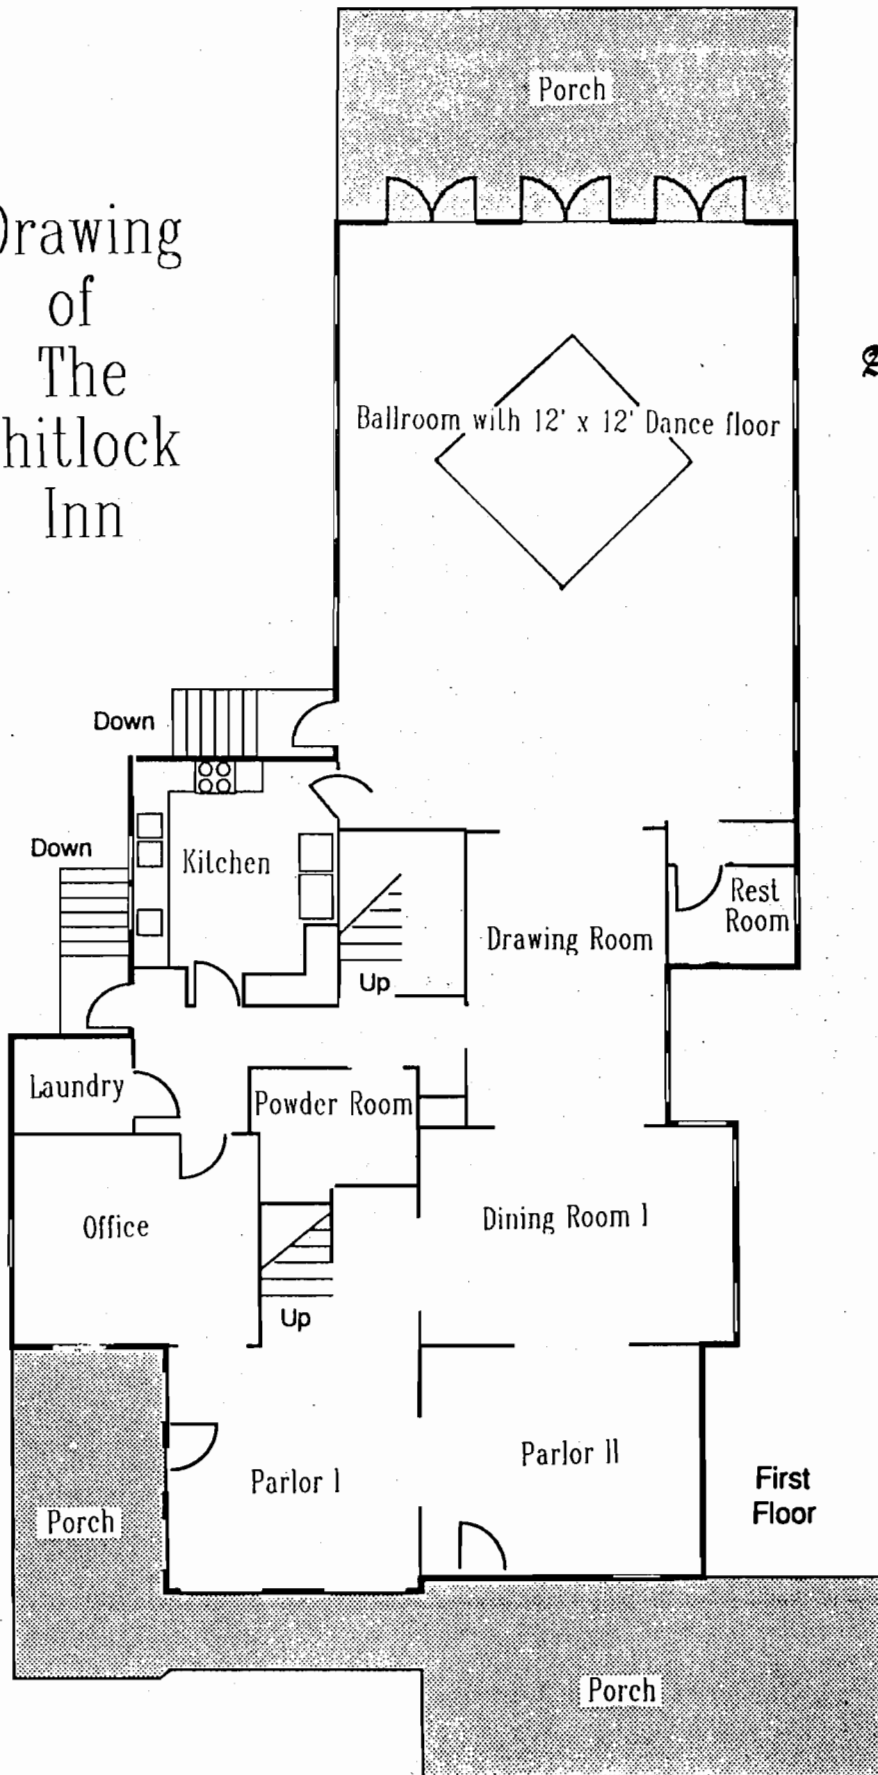 Porch
Drawing
of
The
hitlock
Inn
Ballroom with 12' x 12' Dance floor
Down
Down
Kitchen
Rest
Room
Drawing Room
Up
Laundry
Powder Room
Office
Dining Room I
Up
Parlor I
Parlor II
First
Floor
Porch
Porch